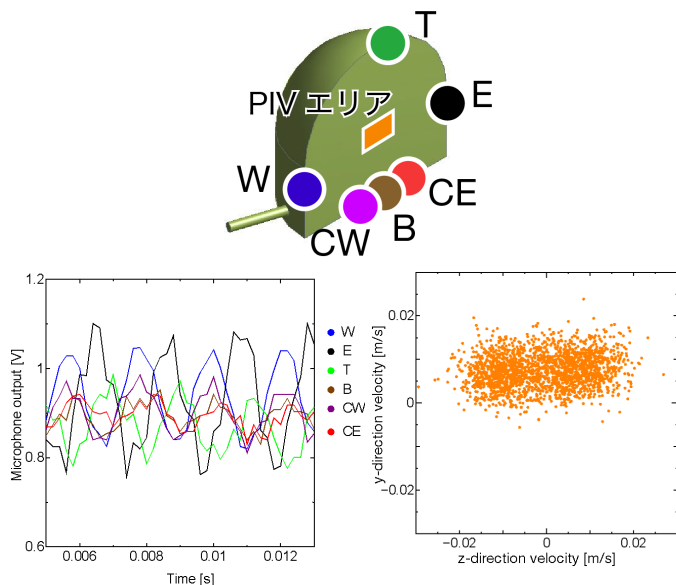 T
PIV エリア
E
W
CE
B
CW
1.2
1
0.8
0.6
Microphone output [V]
0.006
0.008
0.01
0.012
Time [s]
W
E
T
B
CW
CE
0.02
0.01
0
−0.02
y-direction velocity [m/s]
−0.02
0
0.02
z-direction velocity [m/s]